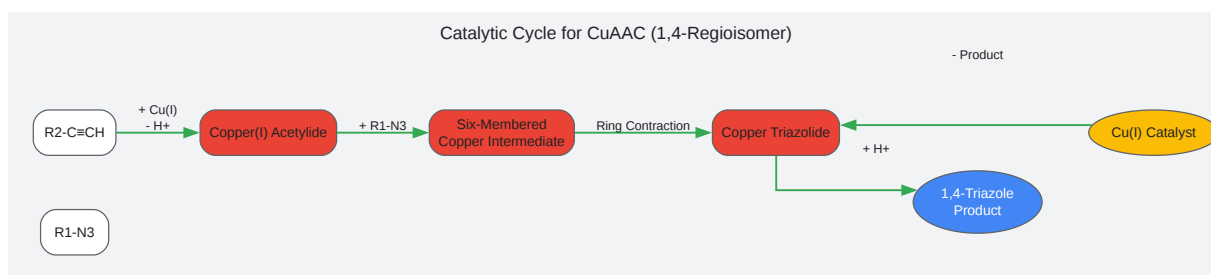 Catalytic Cycle for CuAAC (1,4-Regioisomer)
- Product
+ Cu(I)
- H+
R2-C≡CH
Copper(I) Acetylide
+ R1-N3
Six-Membered
Copper Intermediate
Ring Contraction
Copper Triazolide
+ H+
Cu(I) Catalyst
1,4-Triazole
Product
R1-N3